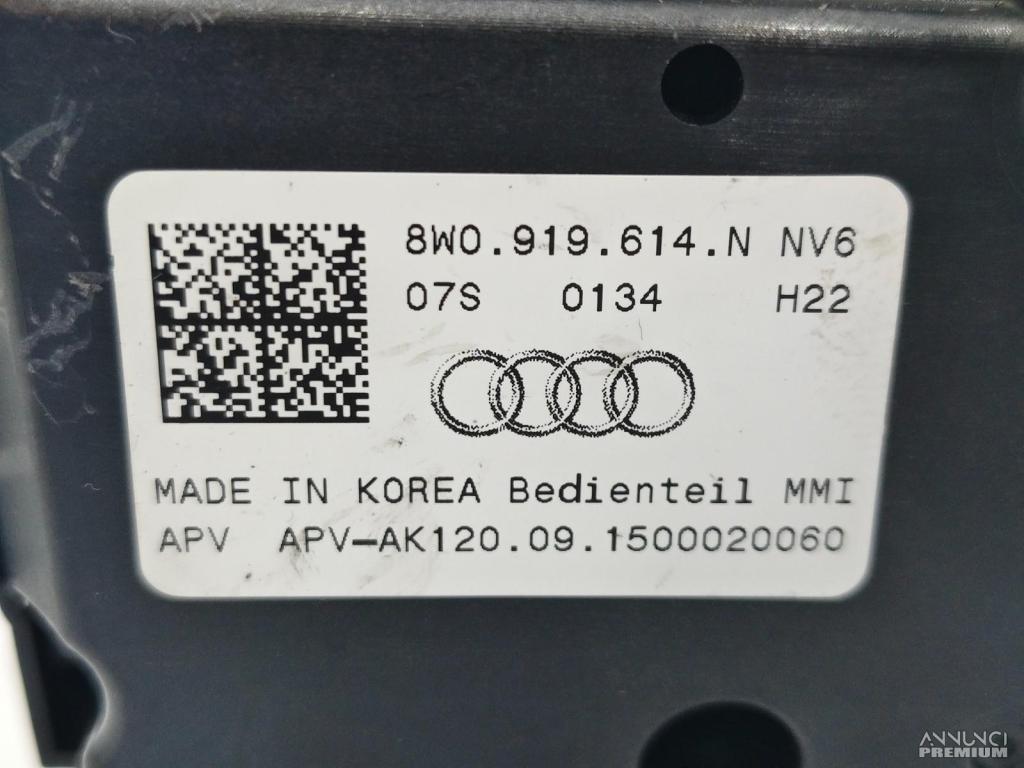 8W0.919.614.N NV6
07S 0134 H22
MADE IN KOREA Bedienteil MMI
APV APV-AK120.09.1500020060
ANNUNCI
PREMIUM